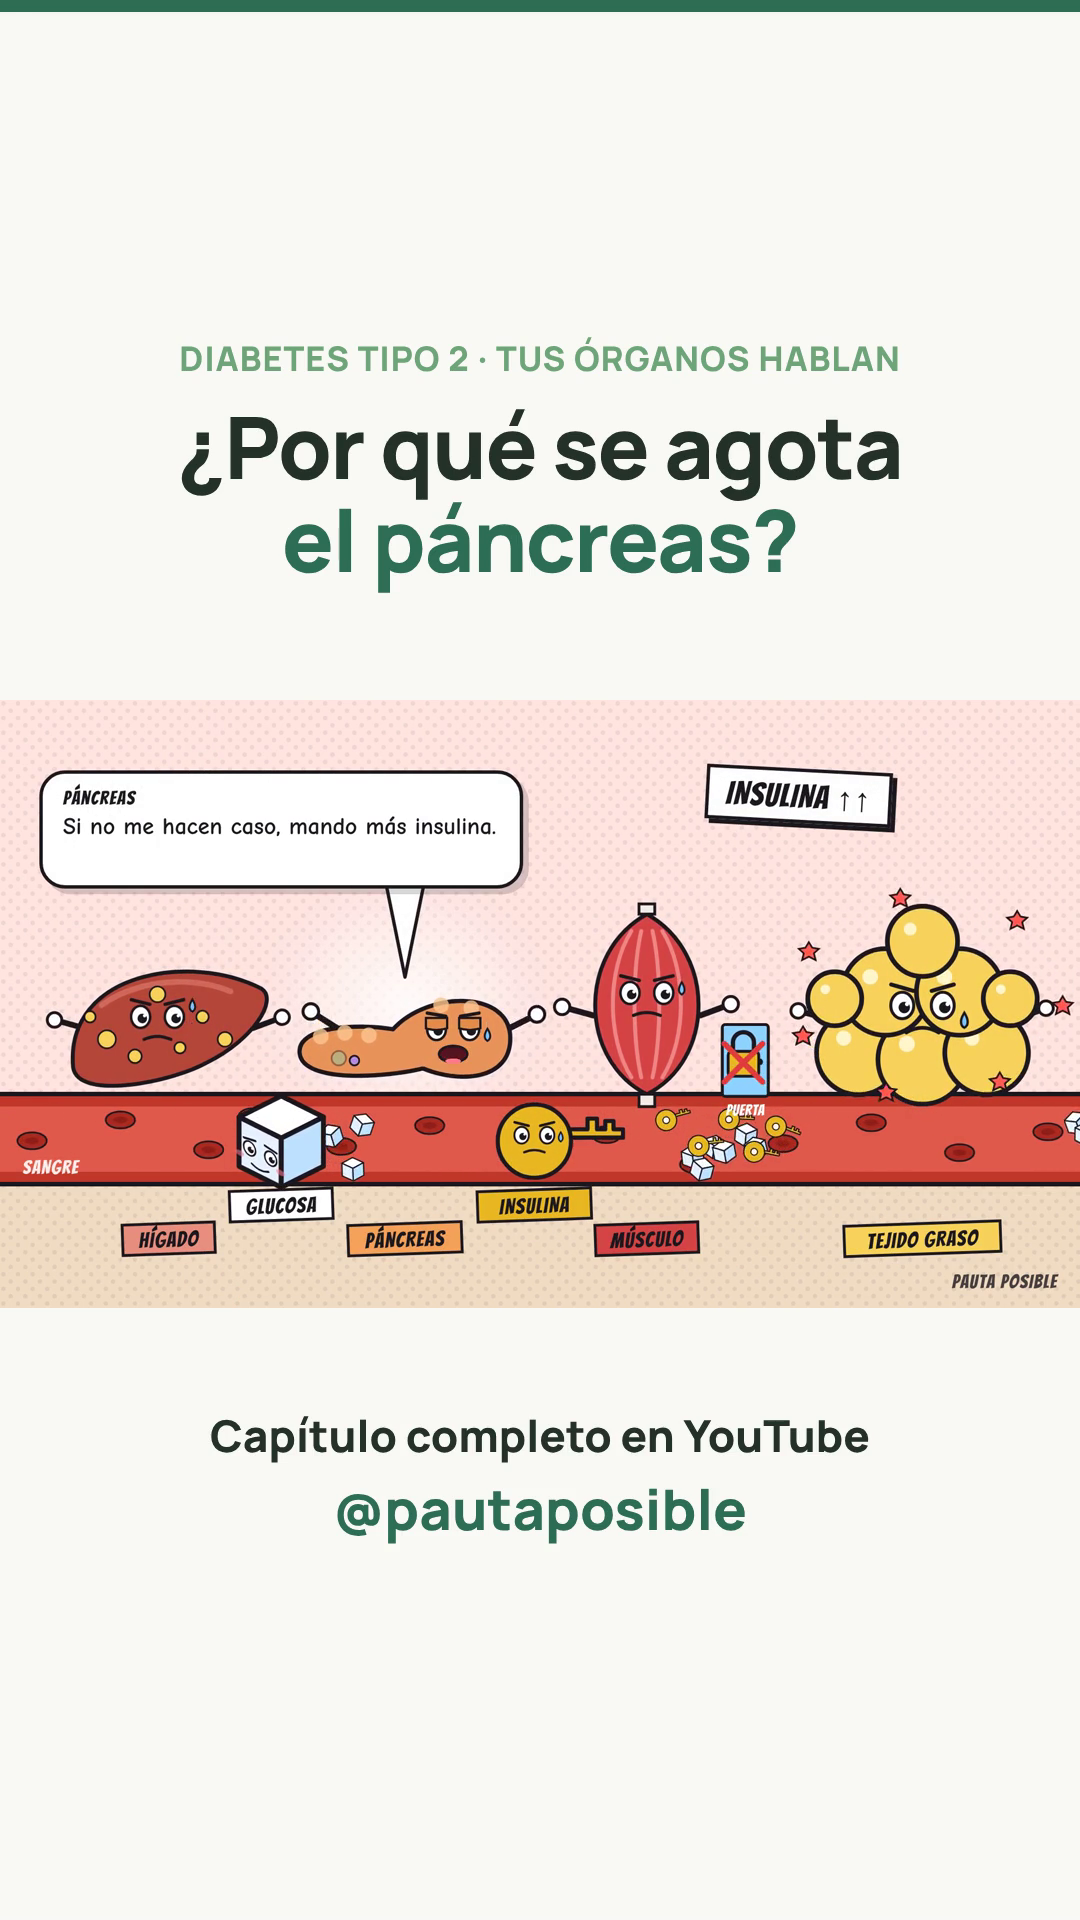 DIABETES TIPO 2 · TUS ÓRGANOS HABLAN
¿Por qué se agota
el páncreas?
PÁNCREAS
Si no me hacen caso, mando más insulina.
INSULINA ↑↑
PUERTA
SANGRE
GLUCOSA
INSULINA
HÍGADO
PÁNCREAS
MÚSCULO
TEJIDO GRASO
PAUTA POSIBLE
Capítulo completo en YouTube
@pautaposible